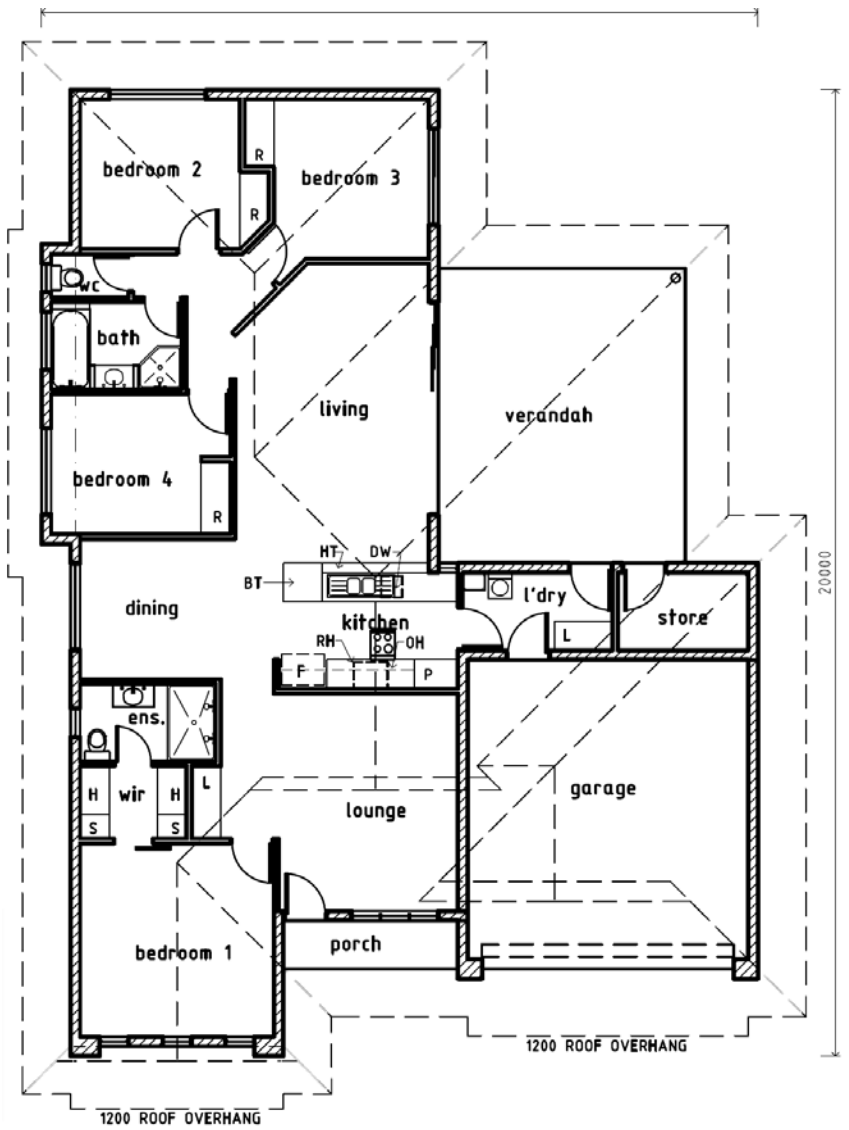 bedroom 2
R
bedroom 3
R
wc
bath
living
verandah
bedroom 4
R
HT
DW
BT
dining
kitchen
l'dry
store
20000
RH
OH
L
F
P
ens.
H
wir
H
L
S
S
lounge
garage
bedroom 1
porch
1200 ROOF OVERHANG
1200 ROOF OVERHANG